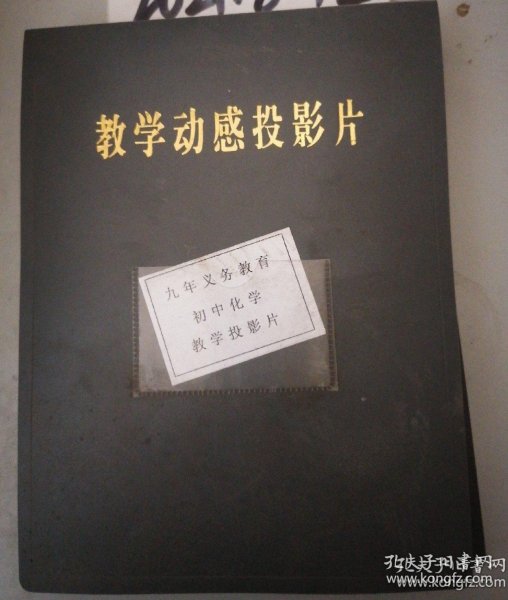 教学动感投影片
九年义务教育
初中化学
教学投影片
孔夫子旧书网
www.kongfz.com